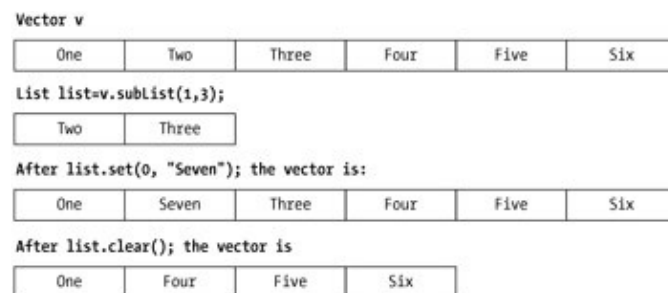 Vector v
One Two Three Four Five Six
List list=v.subList(1,3);
Two Three
After list.set(0, "Seven"); the vector is:
One Seven Three Four Five Six
After list.clear(); the vector is
One Four Five Six